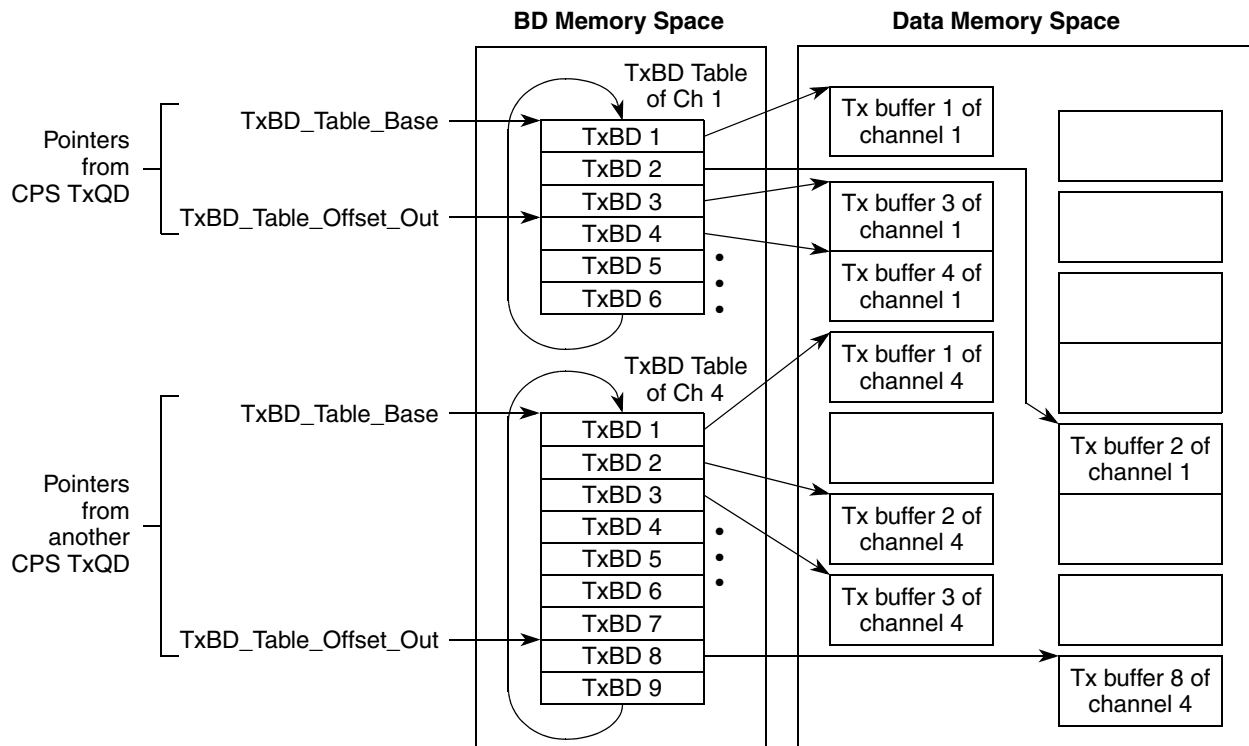 BD Memory Space
Data Memory Space
Pointers
from
CPS TxQD
TxBD_Table_Base
TxBD_Table_Offset_Out
TxBD Table
of Ch 1
TxBD 1
TxBD 2
TxBD 3
TxBD 4
TxBD 5
TxBD 6
Tx buffer 1 of
channel 1
Tx buffer 3 of
channel 1
Tx buffer 4 of
channel 1
Pointers
from
another
CPS TxQD
TxBD_Table_Base
TxBD_Table_Offset_Out
TxBD Table
of Ch 4
TxBD 1
TxBD 2
TxBD 3
TxBD 4
TxBD 5
TxBD 6
TxBD 7
TxBD 8
TxBD 9
Tx buffer 1 of
channel 4
Tx buffer 2 of
channel 4
Tx buffer 3 of
channel 4
Tx buffer 2 of
channel 1
Tx buffer 8 of
channel 4